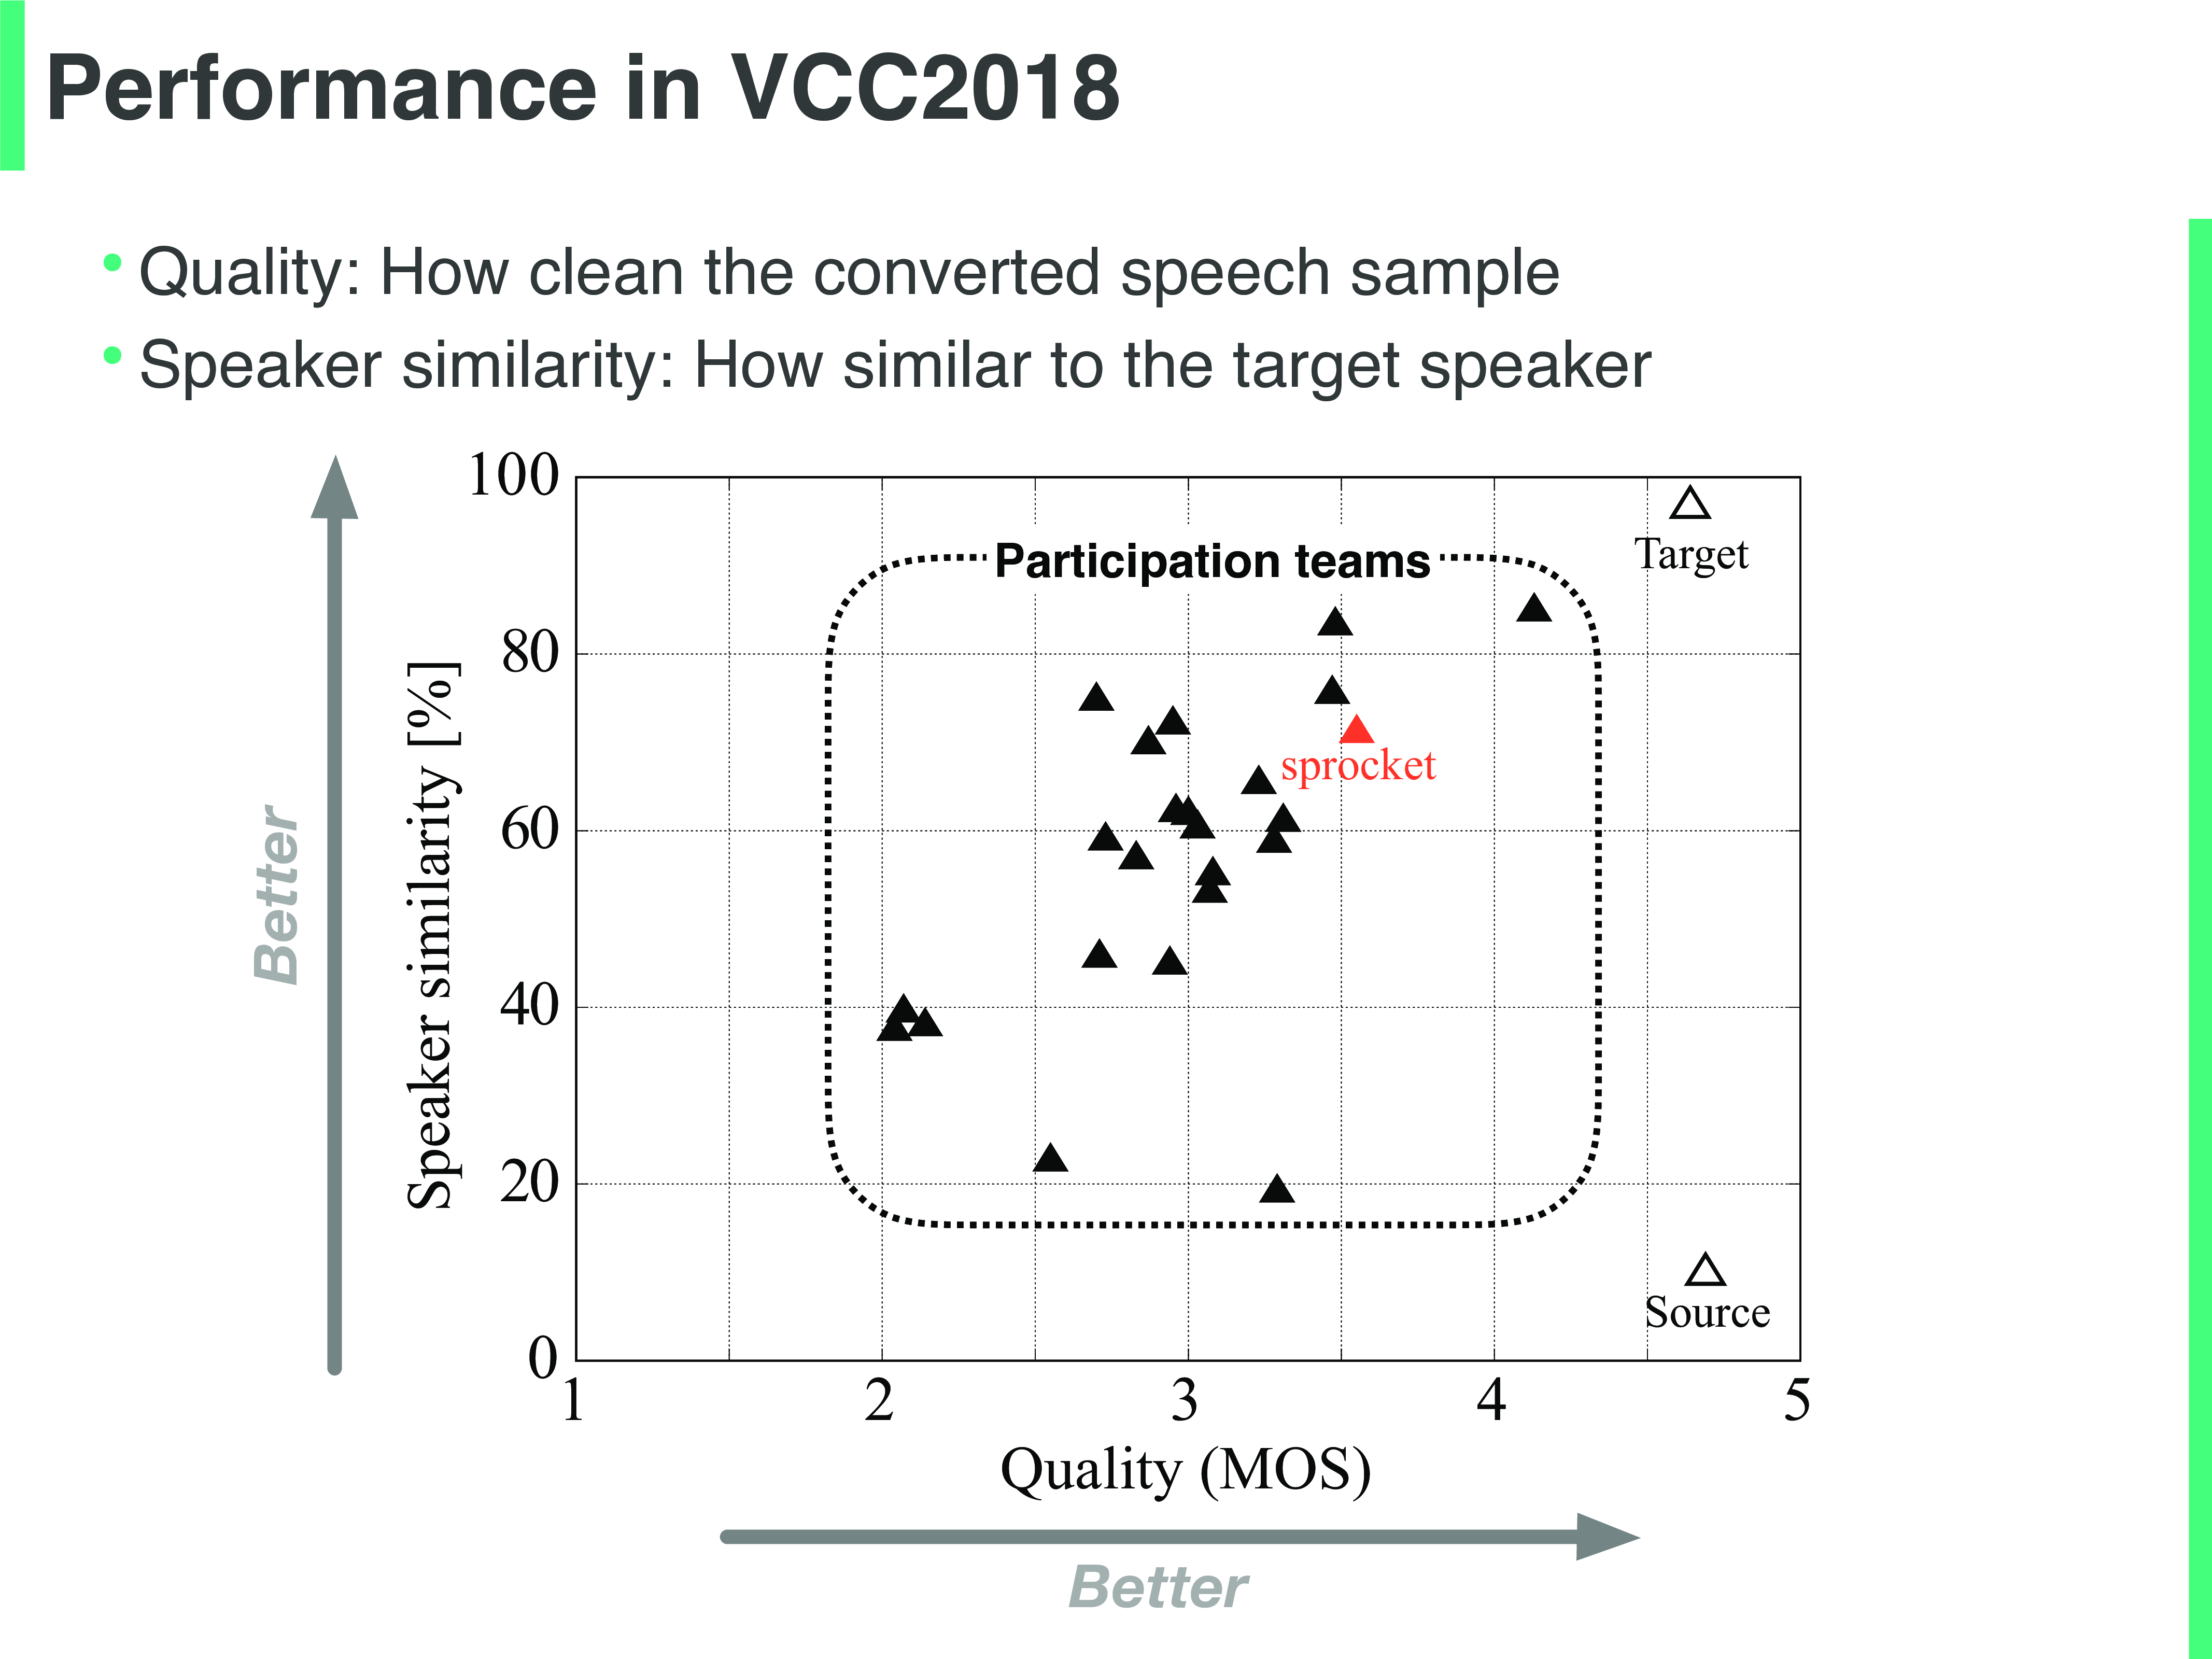 Performance in VCC2018
• Quality: How clean the converted speech sample
• Speaker similarity: How similar to the target speaker
100
Target
Participation teams
80
sprocket
60
40
20
Source
0
1 2 3 4 5
Speaker similarity [%]
Better
Quality (MOS)
Better